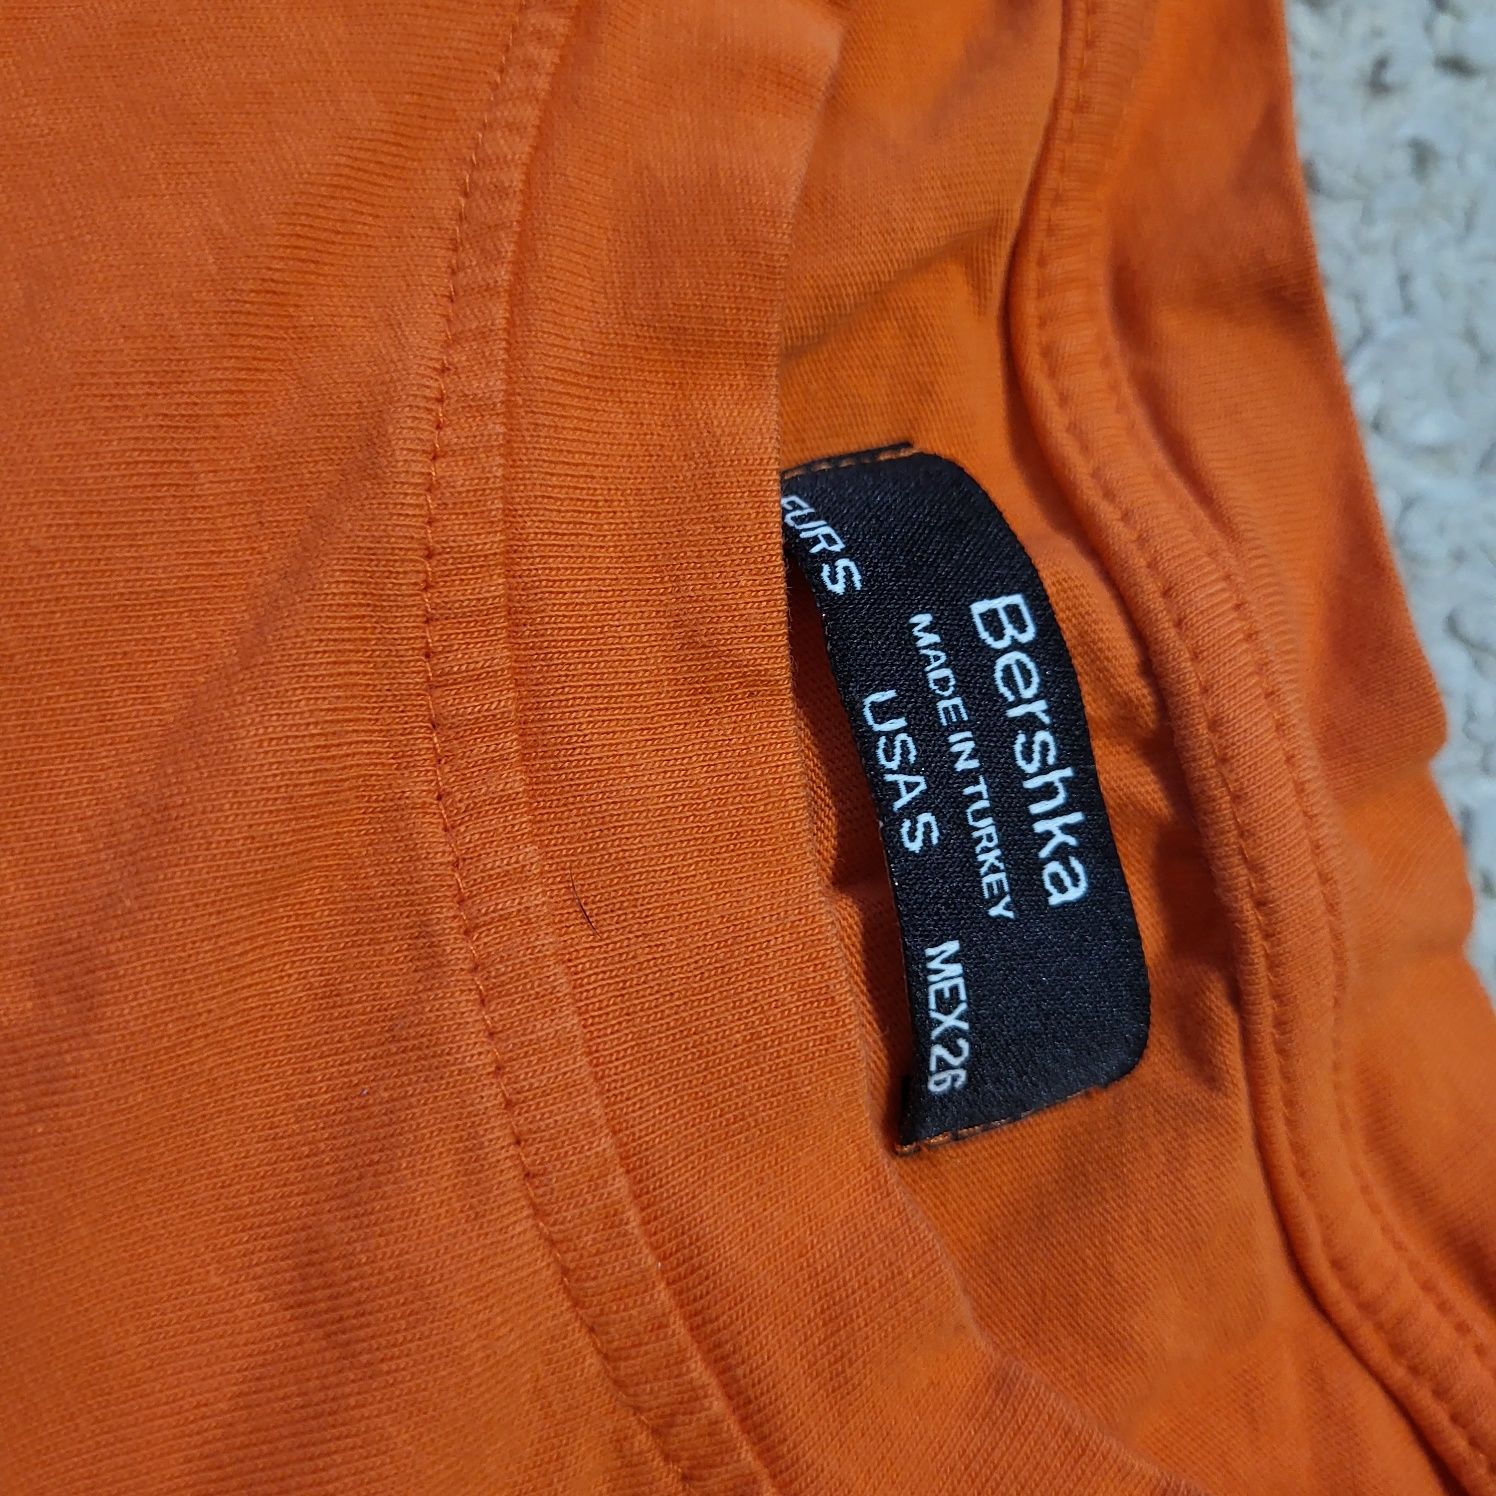 Bershka
MADE IN TURKEY
EUR S USA S MEX 26